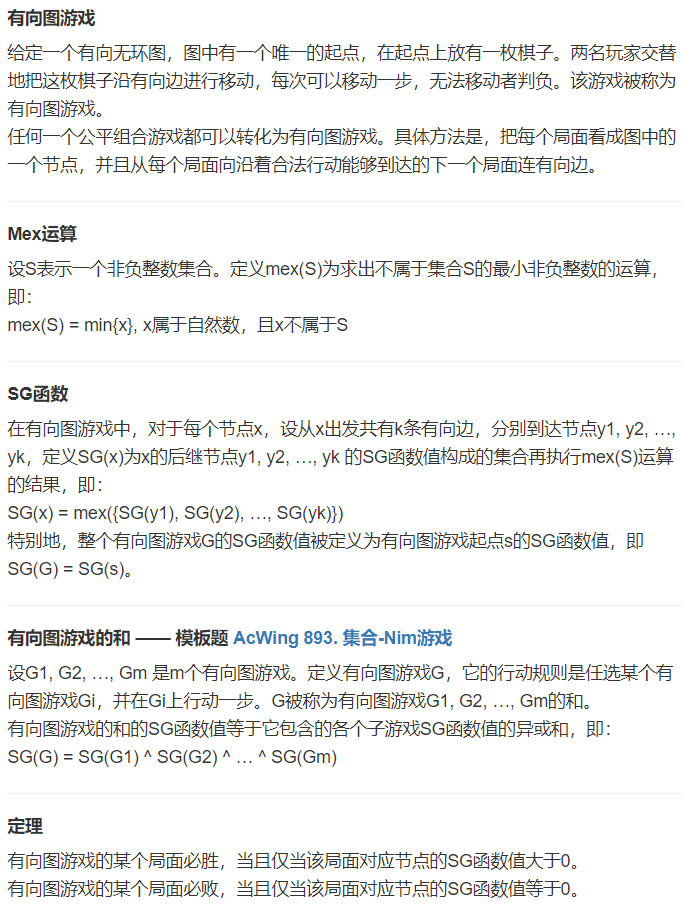 有向图游戏
给定一个有向无环图，图中有一个唯一的起点，在起点上放有一枚棋子。两名玩家交替
地把这枚棋子沿有向边进行移动，每次可以移动一步，无法移动者判负。该游戏被称为
有向图游戏。
任何一个公平组合游戏都可以转化为有向图游戏。具体方法是，把每个局面看成图中的
一个节点，并且从每个局面向沿着合法行动能够到达的下一个局面连有向边。
Mex运算
设S表示一个非负整数集合。定义mex(S)为求出不属于集合S的最小非负整数的运算，
即：
mex(S) = min{x}, x属于自然数，且x不属于S
SG函数
在有向图游戏中，对于每个节点x，设从x出发共有k条有向边，分别到达节点y1, y2, …,
yk，定义SG(x)为x的后继节点y1, y2, …, yk 的SG函数值构成的集合再执行mex(S)运算
的结果，即：
SG(x) = mex({SG(y1), SG(y2), …, SG(yk)})
特别地，整个有向图游戏G的SG函数值被定义为有向图游戏起点s的SG函数值，即
SG(G) = SG(s)。
有向图游戏的和 —— 模板题 AcWing 893. 集合-Nim游戏
设G1, G2, …, Gm 是m个有向图游戏。定义有向图游戏G，它的行动规则是任选某个有
向图游戏Gi，并在Gi上行动一步。G被称为有向图游戏G1, G2, …, Gm的和。
有向图游戏的和的SG函数值等于它包含的各个子游戏SG函数值的异或和，即：
SG(G) = SG(G1) ^ SG(G2) ^ … ^ SG(Gm)
定理
有向图游戏的某个局面必胜，当且仅当该局面对应节点的SG函数值大于0。
有向图游戏的某个局面必败，当且仅当该局面对应节点的SG函数值等于0。